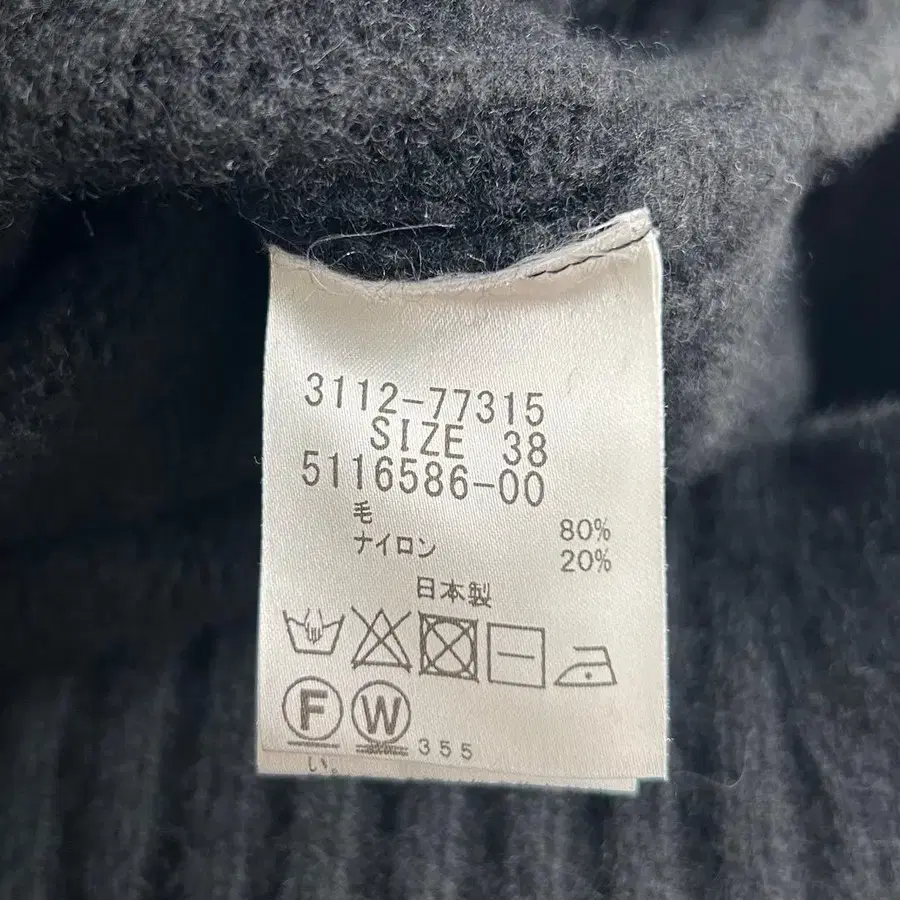 3112-77315
SIZE 38
5116586-00
毛 80%
ナイロン 20%
日本製
F W 355
い。